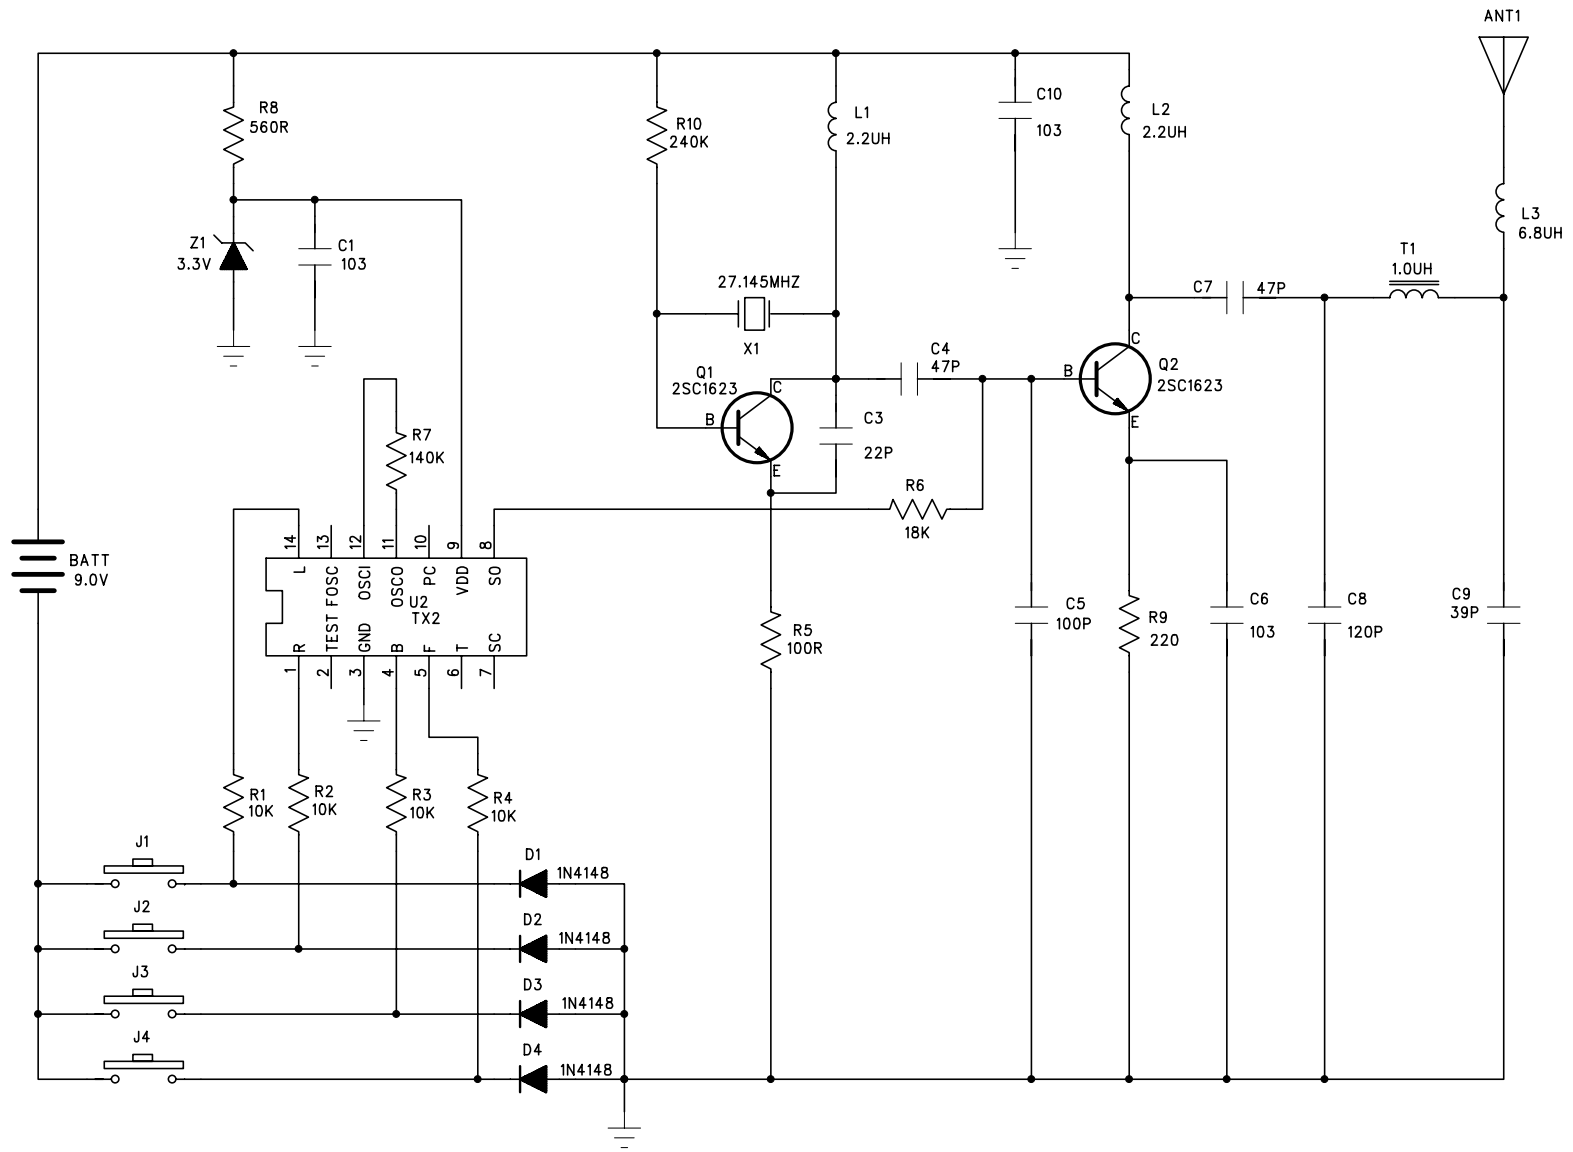 ANT1
R8
560R
R10
240K
L1
2.2UH
C10
103
L2
2.2UH
Z1
3.3V
C1
103
L3
6.8UH
T1
1.0UH
27.145MHZ
X1
C7
47P
C4
47P
Q1
2SC1623
C
B
E
C3
22P
Q2
2SC1623
C
B
E
R7
140K
R6
18K
BATT
9.0V
14 13 12 11 10 9 8
L FOSC OSCI OSCO PC VDD SO
U2
TX2
R TEST GND B F T SC
1 2 3 4 5 6 7
R5
100R
C5
100P
R9
220
C6
103
C8
120P
C9
39P
R1
10K
R2
10K
R3
10K
R4
10K
J1
D1
1N4148
J2
D2
1N4148
J3
D3
1N4148
J4
D4
1N4148